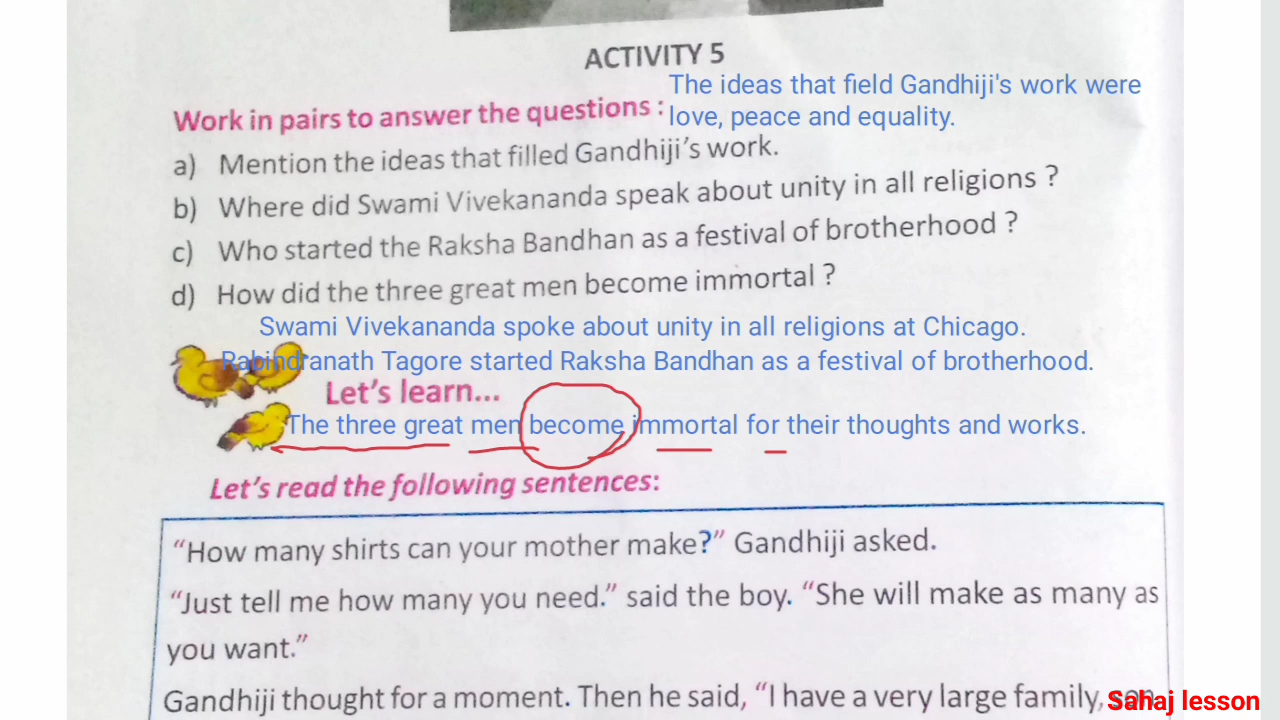 ACTIVITY 5
The ideas that field Gandhiji's work were
Work in pairs to answer the questions :
love, peace and equality.
a) Mention the ideas that filled Gandhiji's work.
b) Where did Swami Vivekananda speak about unity in all religions ?
c) Who started the Raksha Bandhan as a festival of brotherhood ?
d) How did the three great men become immortal ?
Swami Vivekananda spoke about unity in all religions at Chicago.
Rabindranath Tagore started Raksha Bandhan as a festival of brotherhood.
Let's learn...
The three great men become immortal for their thoughts and works.
Let's read the following sentences:
"How many shirts can your mother make?" Gandhiji asked.
"Just tell me how many you need." said the boy. "She will make as many as
you want."
Gandhiji thought for a moment. Then he said, "I have a very large family,
Sahaj lesson